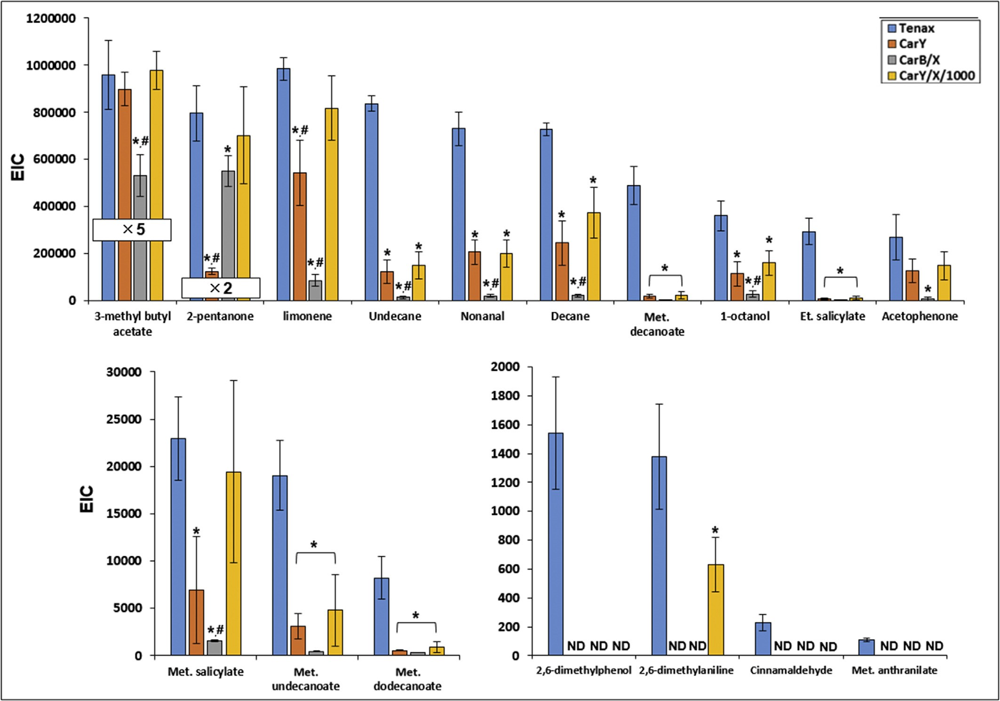 1200000
1000000
800000
600000
400000
200000
0
EIC
Tenax
CarY
CarB/X
CarY/X/1000
*,#
× 5
*,#
*
× 2
*,#
*,#
*
*,#
*
*
*,#
*
*
*,#
*
*
*
*,#
*
*
*
3-methyl butyl acetate
2-pentanone
limonene
Undecane
Nonanal
Decane
Met. decanoate
1-octanol
Et. salicylate
Acetophenone
30000
25000
20000
15000
10000
5000
0
EIC
*
*,#
*
*
Met. salicylate
Met. undecanoate
Met. dodecanoate
2000
1800
1600
1400
1200
1000
800
600
400
200
0
ND ND ND
ND ND
*
ND ND ND
ND ND ND
2,6-dimethylphenol
2,6-dimethylaniline
Cinnamaldehyde
Met. anthranilate